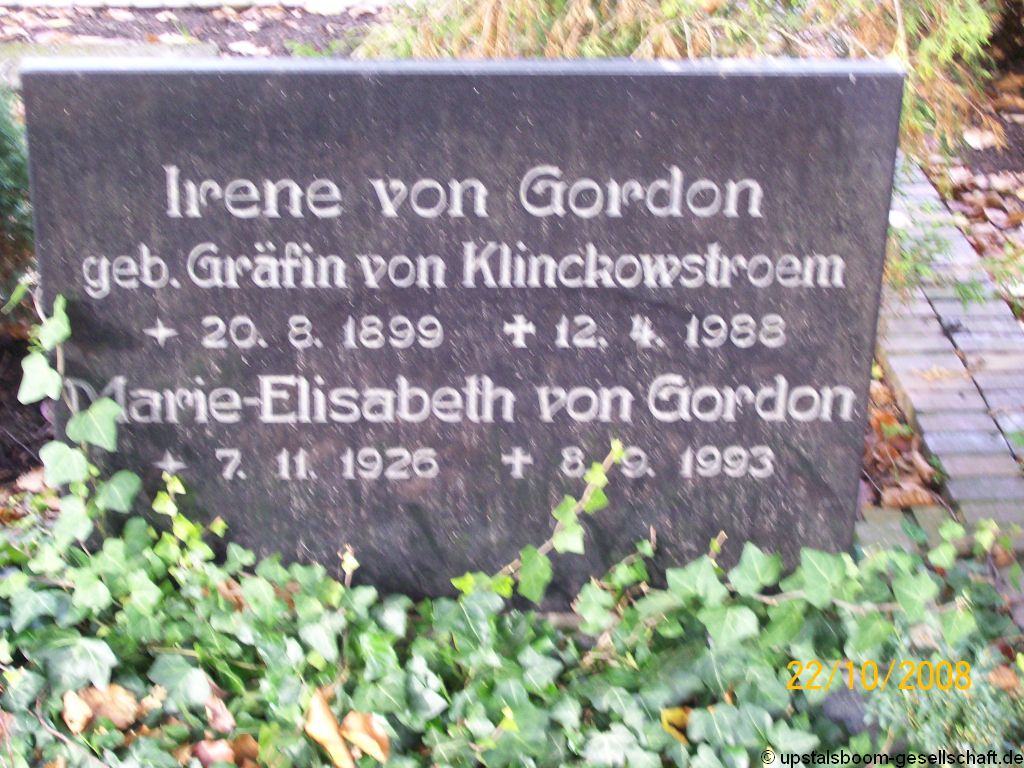 Irene von Gordon
geb. Gräfin von Klinckowstroem
20. 8. 1899 12. 4. 1988
Marie-Elisabeth von Gordon
7. 11. 1926 8. 9. 1993
22/10/2008
© upstalsboom-gesellschaft.de